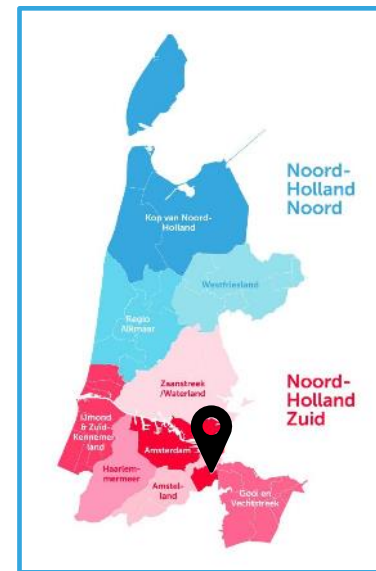 Noord-
Holland
Noord
Kop van Noord-
Holland
Westfriesland
Regio
Alkmaar
Zaanstreek
/Waterland
Noord-
Holland
Zuid
IJmond
& Zuid-
Kennemer
land
Amsterdam
Haarlem-
mermeer
Amstel-
land
Gooi en
Vechtstreek